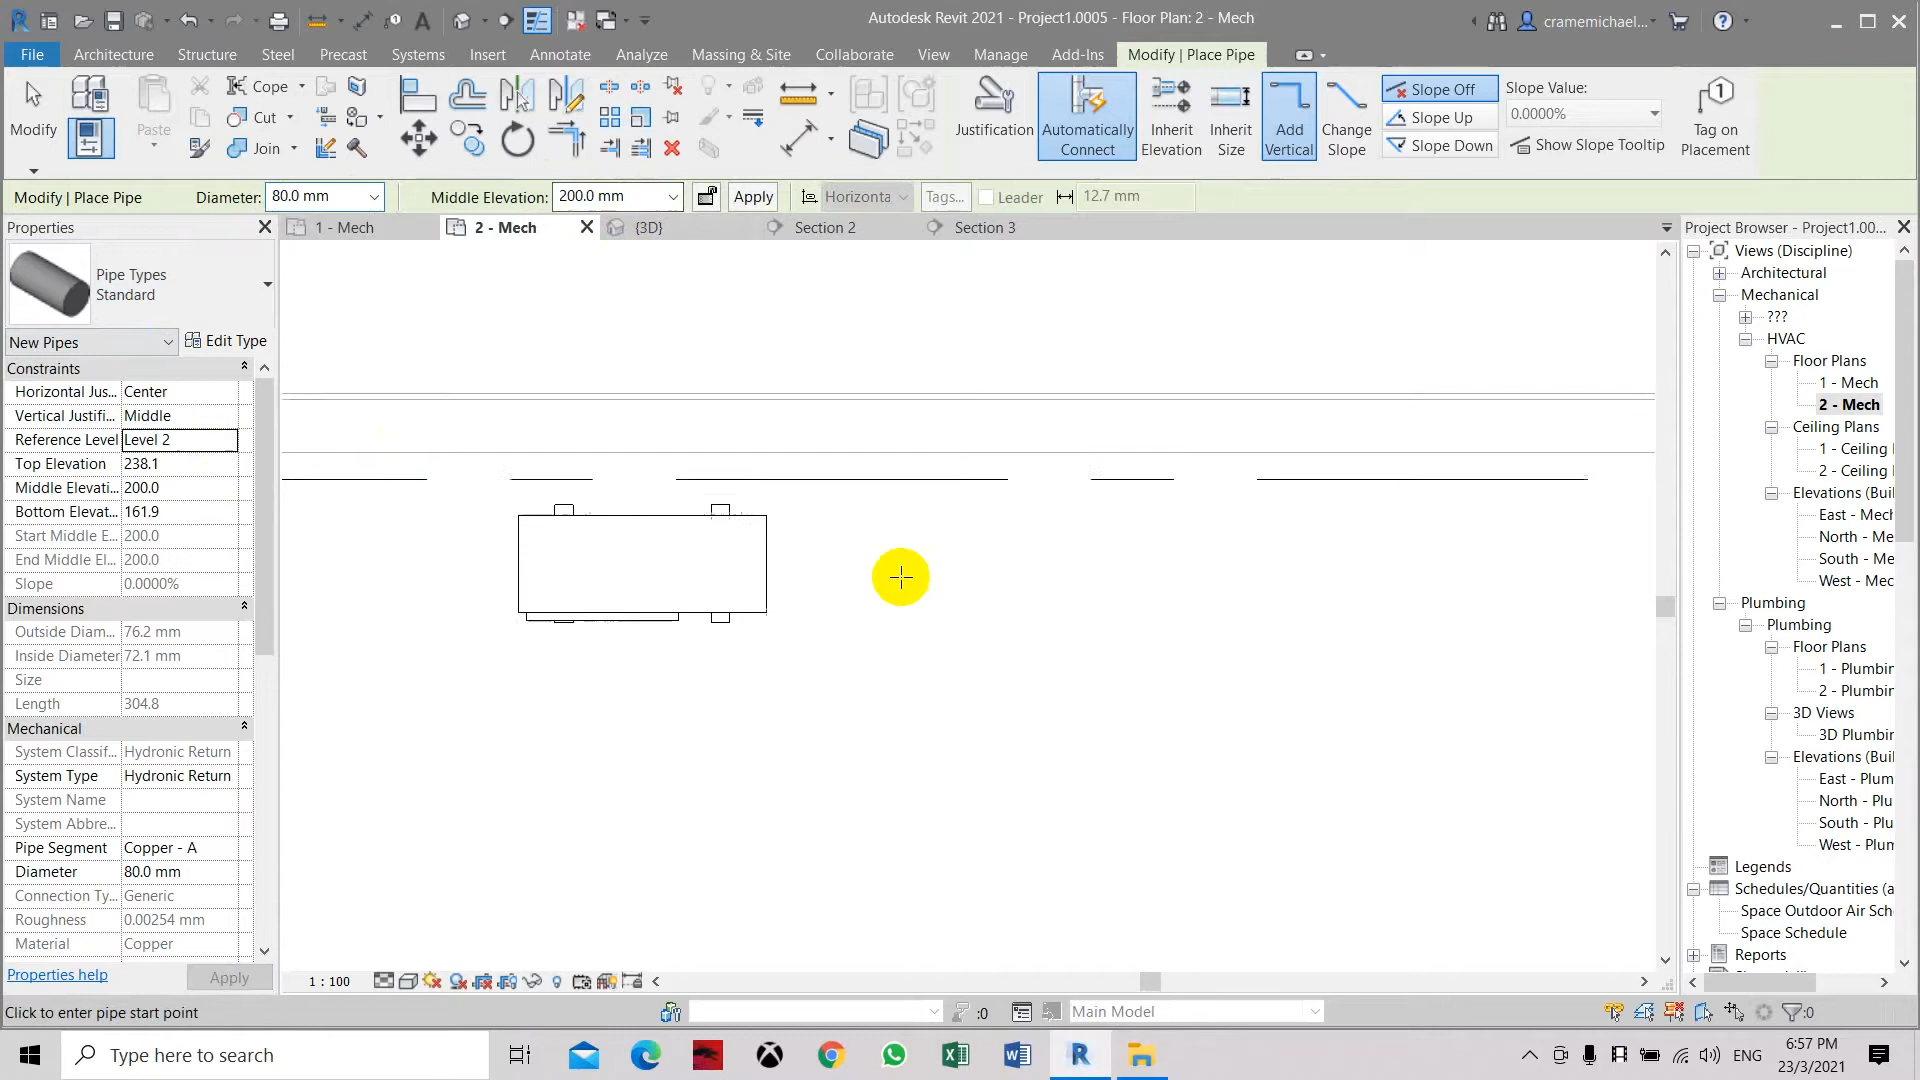 Autodesk Revit 2021 - Project1.0005 - Floor Plan: 2 - Mech
cramemichael...
File Architecture Structure Steel Precast Systems Insert Annotate Analyze Massing & Site Collaborate View Manage Add-Ins Modify | Place Pipe
Modify
Paste
Cope
Cut
Join
Justification
Automatically Connect
Inherit Elevation
Inherit Size
Add Vertical
Change Slope
Slope Off
Slope Up
Slope Down
Slope Value:
0.0000%
Show Slope Tooltip
Tag on Placement
Modify | Place Pipe Diameter: 80.0 mm Middle Elevation: 200.0 mm Apply Horizonta Tags... Leader 12.7 mm
Properties
1 - Mech 2 - Mech {3D} Section 2 Section 3
Project Browser - Project1.00...
Pipe Types
Standard
New Pipes Edit Type
Constraints
Horizontal Jus... Center
Vertical Justifi... Middle
Reference Level Level 2
Top Elevation 238.1
Middle Elevati... 200.0
Bottom Elevat... 161.9
Start Middle E... 200.0
End Middle El... 200.0
Slope 0.0000%
Dimensions
Outside Diam... 76.2 mm
Inside Diameter 72.1 mm
Size
Length 304.8
Mechanical
System Classif... Hydronic Return
System Type Hydronic Return
System Name
System Abbre...
Pipe Segment Copper - A
Diameter 80.0 mm
Connection Ty... Generic
Roughness 0.00254 mm
Material Copper
Properties help Apply
Views (Discipline)
Architectural
Mechanical
???
HVAC
Floor Plans
1 - Mech
2 - Mech
Ceiling Plans
1 - Ceiling
2 - Ceiling
Elevations (Buil
East - Mech
North - Me
South - Me
West - Mec
Plumbing
Plumbing
Floor Plans
1 - Plumbin
2 - Plumbin
3D Views
3D Plumbir
Elevations (Buil
East - Plum
North - Plu
South - Plu
West - Plum
Legends
Schedules/Quantities (a
Space Outdoor Air Sch
Space Schedule
Reports
1 : 100
Click to enter pipe start point
:0
Main Model
:0
Type here to search
ENG
6:57 PM
23/3/2021